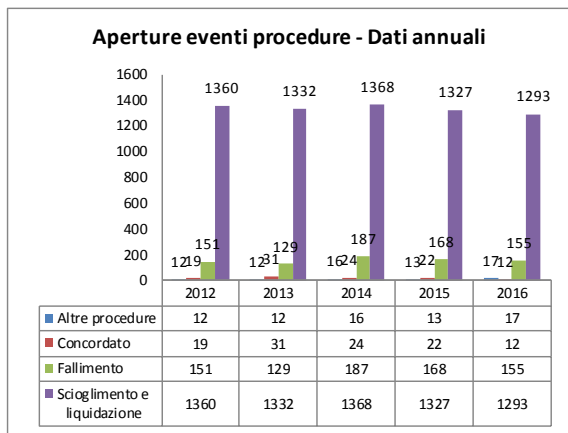 Aperture eventi procedure - Dati annuali
1600
1400
1200
1000
800
600
400
200
0
12 19 151 1360
12 31 129 1332
16 24 187 1368
13 22 168 1327
17 12 155 1293
2012 2013 2014 2015 2016
Altre procedure 12 12 16 13 17
Concordato 19 31 24 22 12
Fallimento 151 129 187 168 155
Scioglimento e
liquidazione 1360 1332 1368 1327 1293